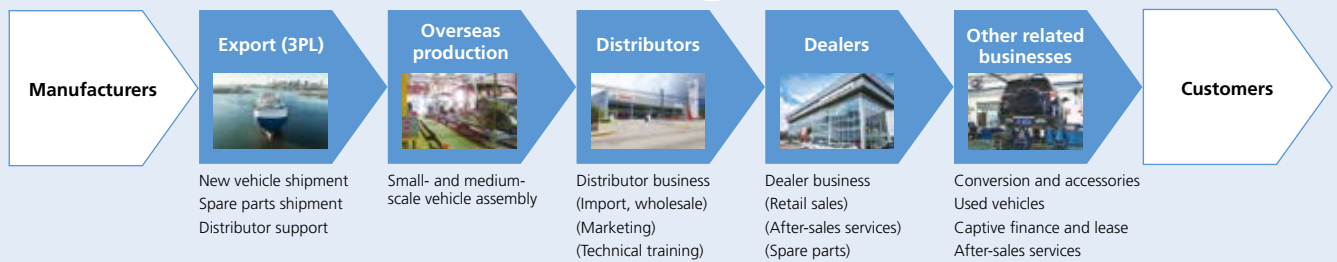 Manufacturers
Export (3PL)
New vehicle shipment
Spare parts shipment
Distributor support
Overseas
production
Small- and medium-
scale vehicle assembly
Distributors
Distributor business
(Import, wholesale)
(Marketing)
(Technical training)
Dealers
Dealer business
(Retail sales)
(After-sales services)
(Spare parts)
Other related
businesses
Conversion and accessories
Used vehicles
Captive finance and lease
After-sales services
Customers